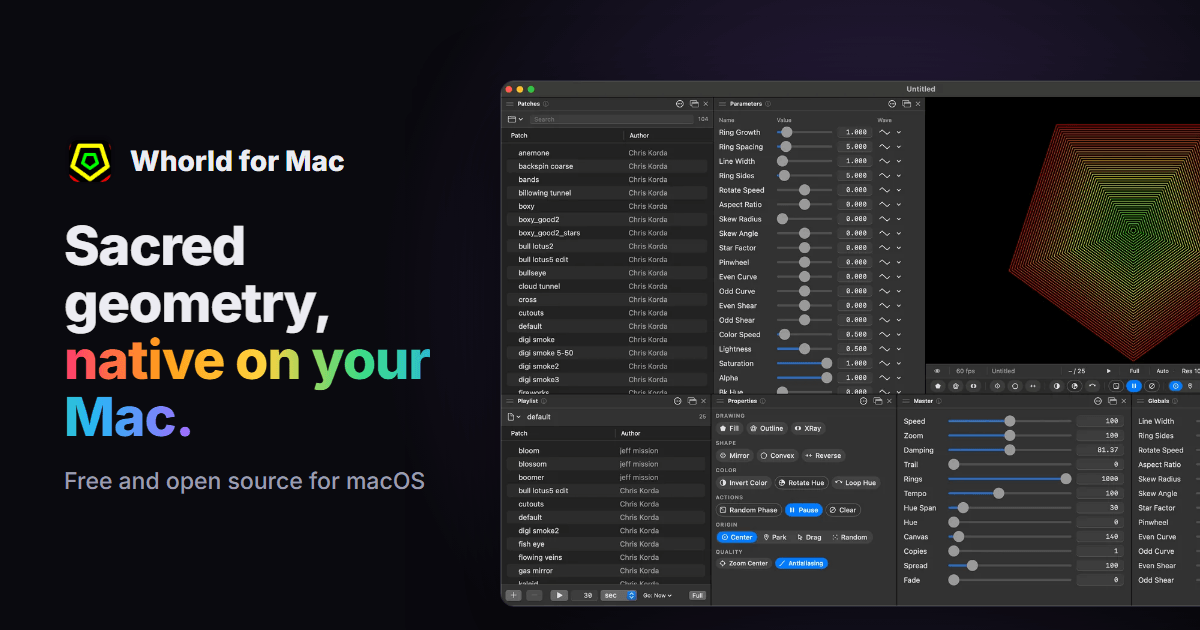 Whorld for Mac
Sacred
geometry,
native on your
Mac.
Free and open source for macOS
Untitled
Patches
Search
104
Patch Author
anemone Chris Korda
backspin coarse Chris Korda
bands Chris Korda
billowing tunnel Chris Korda
boxy Chris Korda
boxy_good2 Chris Korda
boxy_good2_stars Chris Korda
bull lotus2 Chris Korda
bull lotus5 edit Chris Korda
bullseye Chris Korda
cloud tunnel Chris Korda
cross Chris Korda
cutouts Chris Korda
default Chris Korda
digi smoke Chris Korda
digi smoke 5-50 Chris Korda
digi smoke2 Chris Korda
digi smoke3 Chris Korda
fireworks Chris Korda
Parameters
Name Value Wave
Ring Growth 1.000
Ring Spacing 5.000
Line Width 1.000
Ring Sides 5.000
Rotate Speed 0.000
Aspect Ratio 0.000
Skew Radius 0.000
Skew Angle 0.000
Star Factor 0.000
Pinwheel 0.000
Even Curve 0.000
Odd Curve 0.000
Even Shear 0.000
Odd Shear 0.000
Color Speed 0.500
Lightness 0.500
Saturation 1.000
Alpha 1.000
Bk Hue 0.000
60 fps Untitled – / 25 Full Auto Res 10
Playlist
default 25
Patch Author
bloom jeff mission
blossom jeff mission
boomer jeff mission
bull lotus5 edit Chris Korda
cutouts Chris Korda
default Chris Korda
digi smoke2 Chris Korda
fish eye Chris Korda
flowing veins Chris Korda
gas mirror Chris Korda
kaleid Chris Korda
+ − 30 sec Go: Now Full
Properties
DRAWING
Fill Outline XRay
SHAPE
Mirror Convex Reverse
COLOR
Invert Color Rotate Hue Loop Hue
ACTIONS
Random Phase Pause Clear
ORIGIN
Center Park Drag Random
QUALITY
Zoom Center Antialiasing
Master
Speed 100
Zoom 100
Damping 81.37
Trail 0
Rings 1000
Tempo 100
Hue Span 30
Hue 0
Canvas 140
Copies 1
Spread 100
Fade 0
Globals
Line Width
Ring Sides
Rotate Speed
Aspect Ratio
Skew Radius
Skew Angle
Star Factor
Pinwheel
Even Curve
Odd Curve
Even Shear
Odd Shear